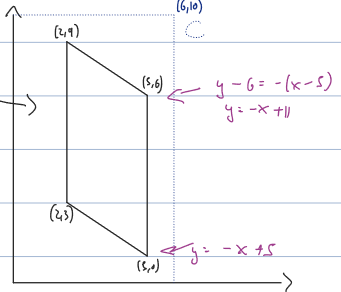 (6,10)
(2,9)
(5,6)
y - 6 = -(x - 5)
y = -x + 11
(2,3)
y = -x + 5
(5,0)